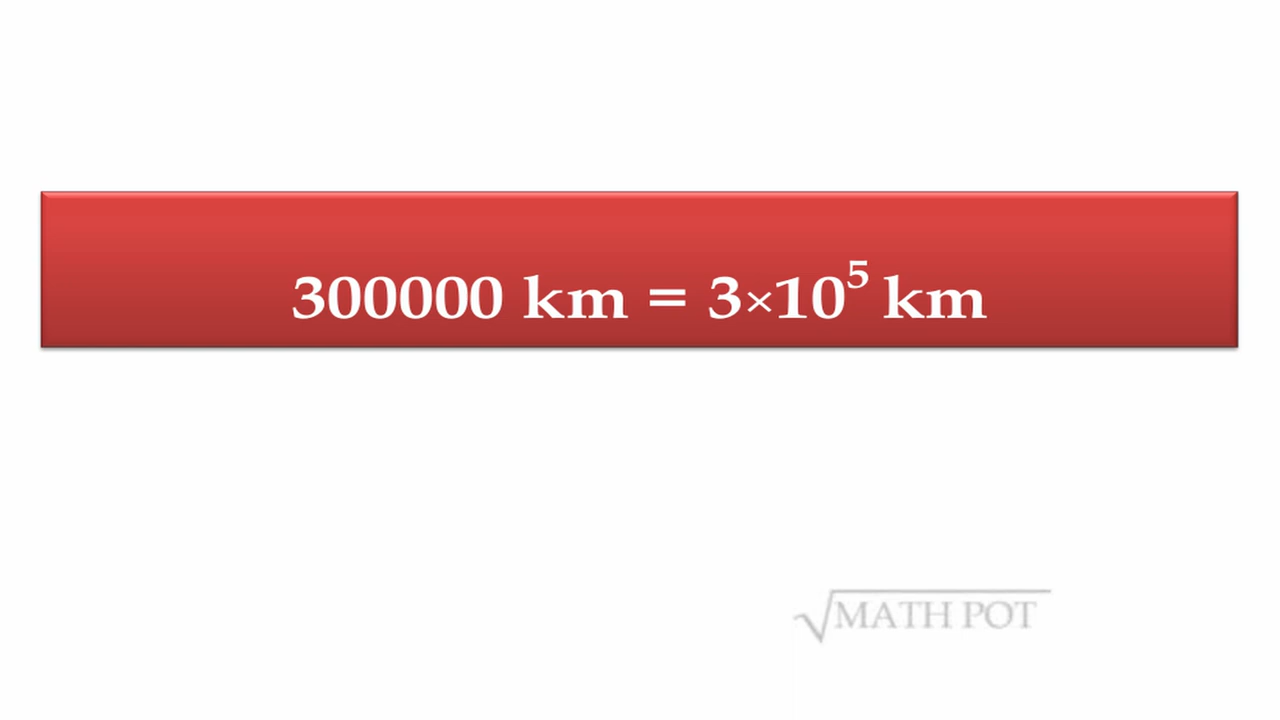 300000 km = 3×10⁵ km
√MATH POT